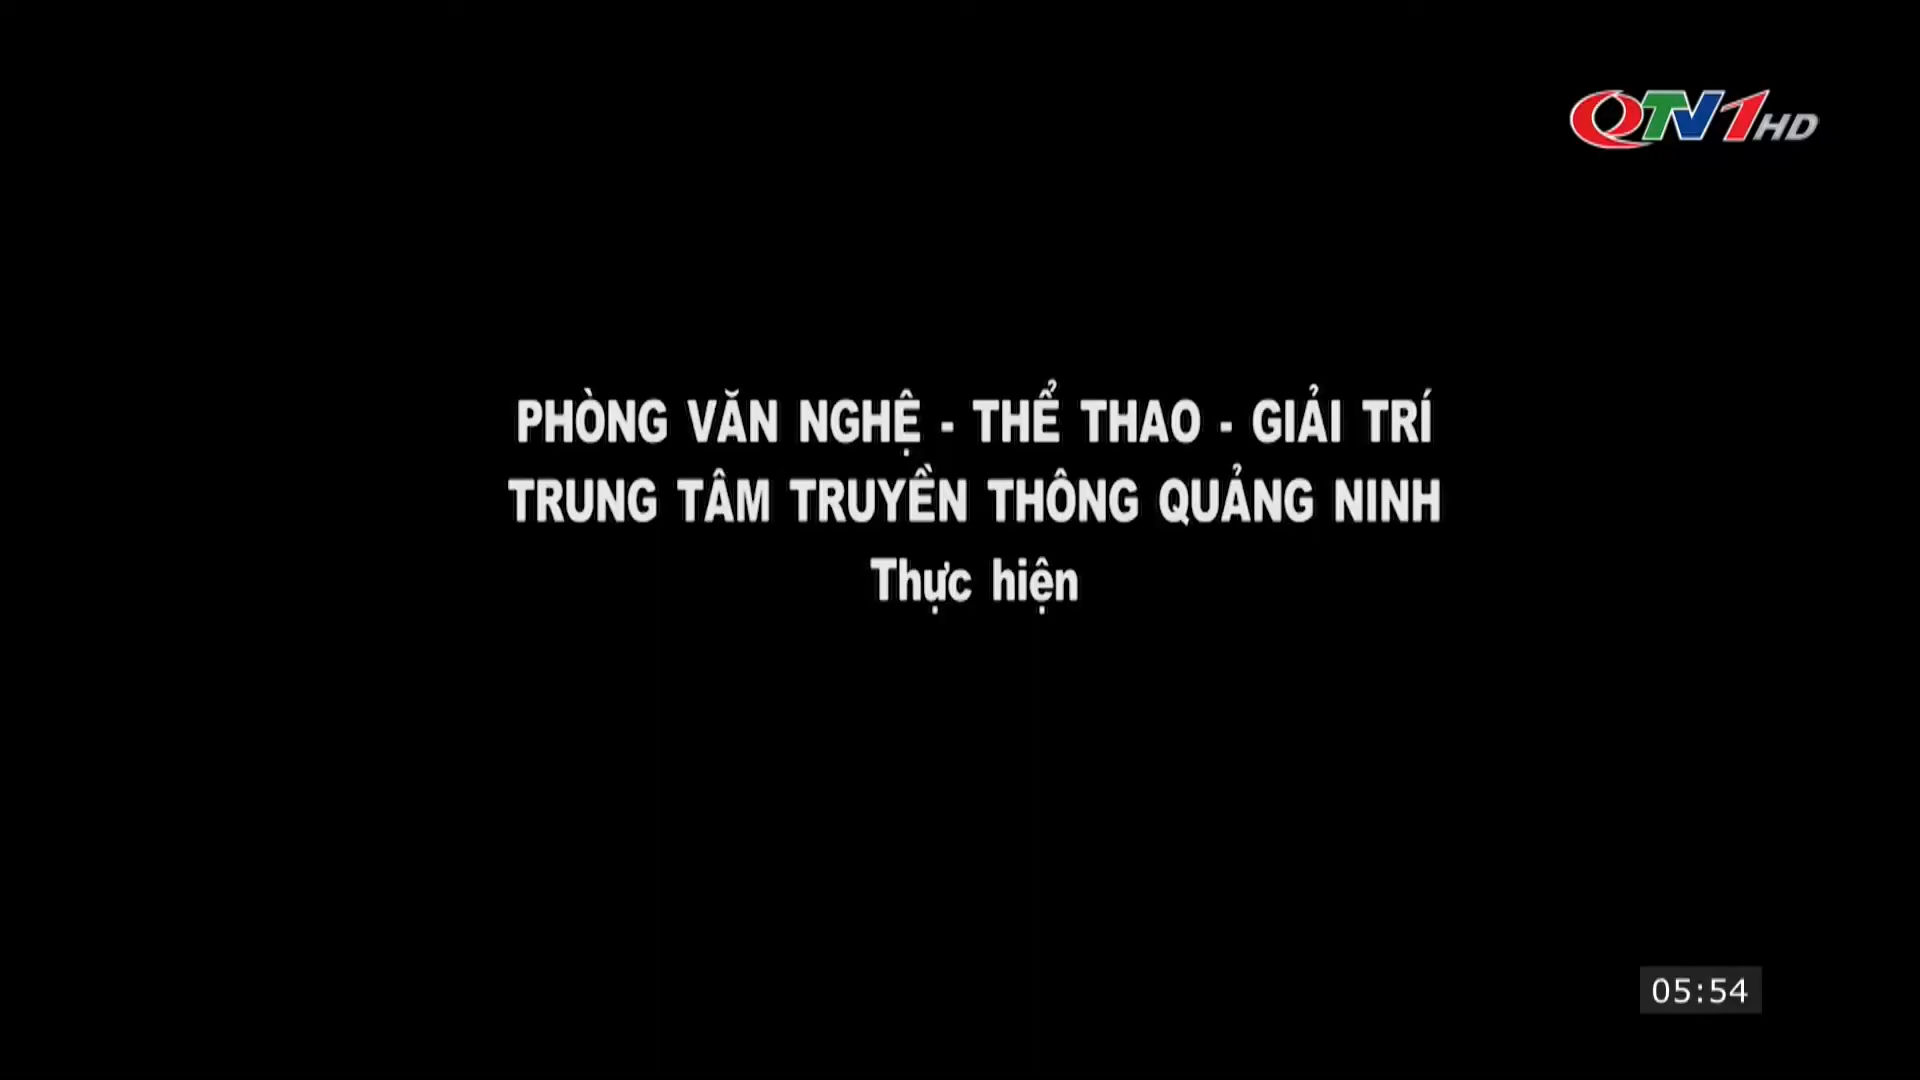 QTV1HD
PHÒNG VĂN NGHỆ - THỂ THAO - GIẢI TRÍ
TRUNG TÂM TRUYỀN THÔNG QUẢNG NINH
Thực hiện
05:54